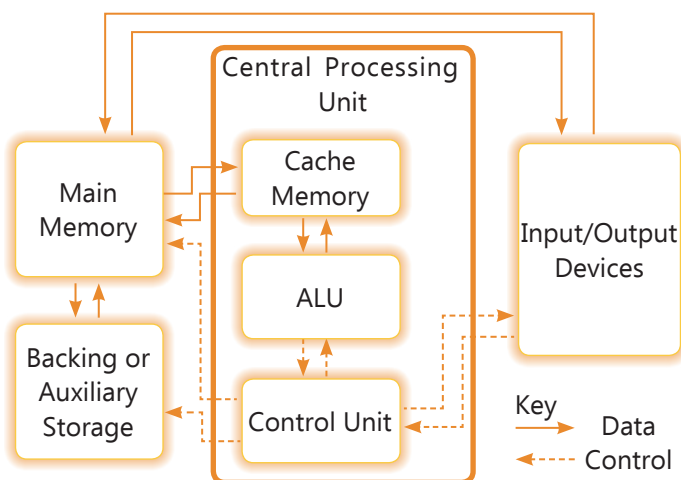 Central Processing
Unit
Main
Memory
Cache
Memory
Input/Output
Devices
ALU
Backing or
Auxiliary
Storage
Control Unit
Key
Data
Control